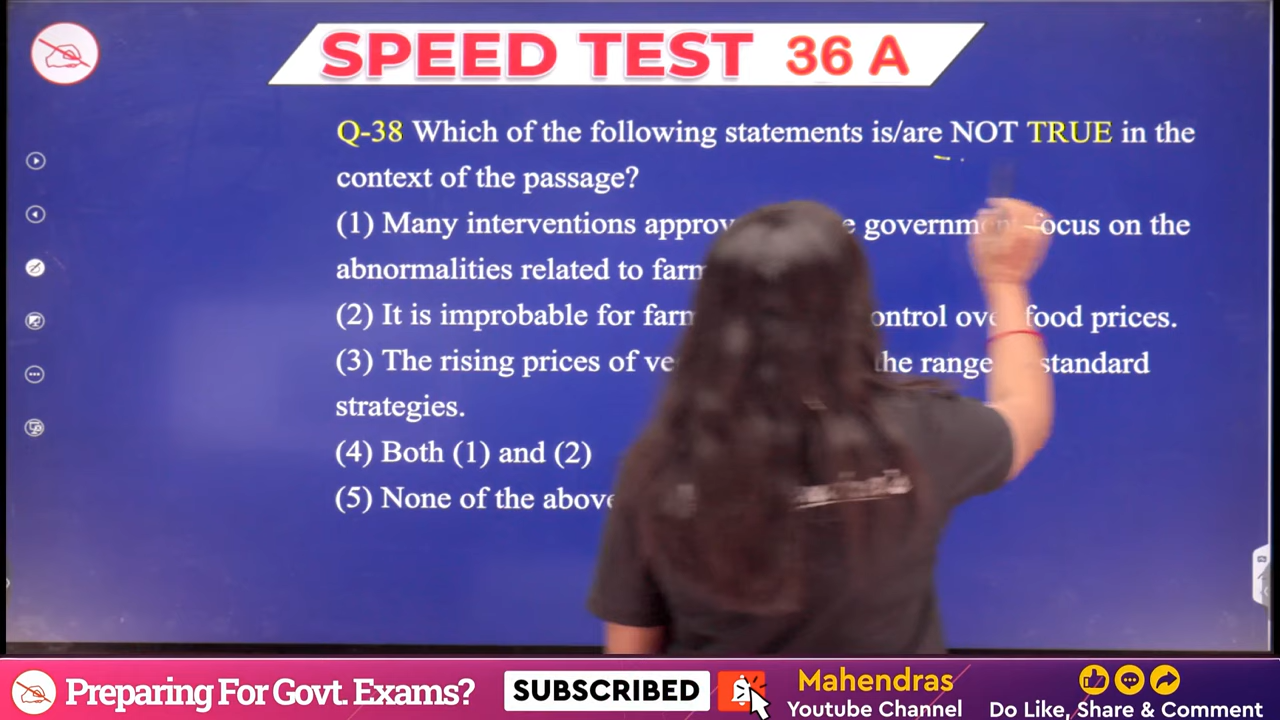 SPEED TEST 36 A
Q-38 Which of the following statements is/are NOT TRUE in the
context of the passage?
(1) Many interventions approv e government focus on the
abnormalities related to farm
(2) It is improbable for farm ontrol ove food prices.
(3) The rising prices of ve the range standard
strategies.
(4) Both (1) and (2)
(5) None of the above
Preparing For Govt. Exams?
SUBSCRIBED
Mahendras
Youtube Channel
Do Like, Share & Comment